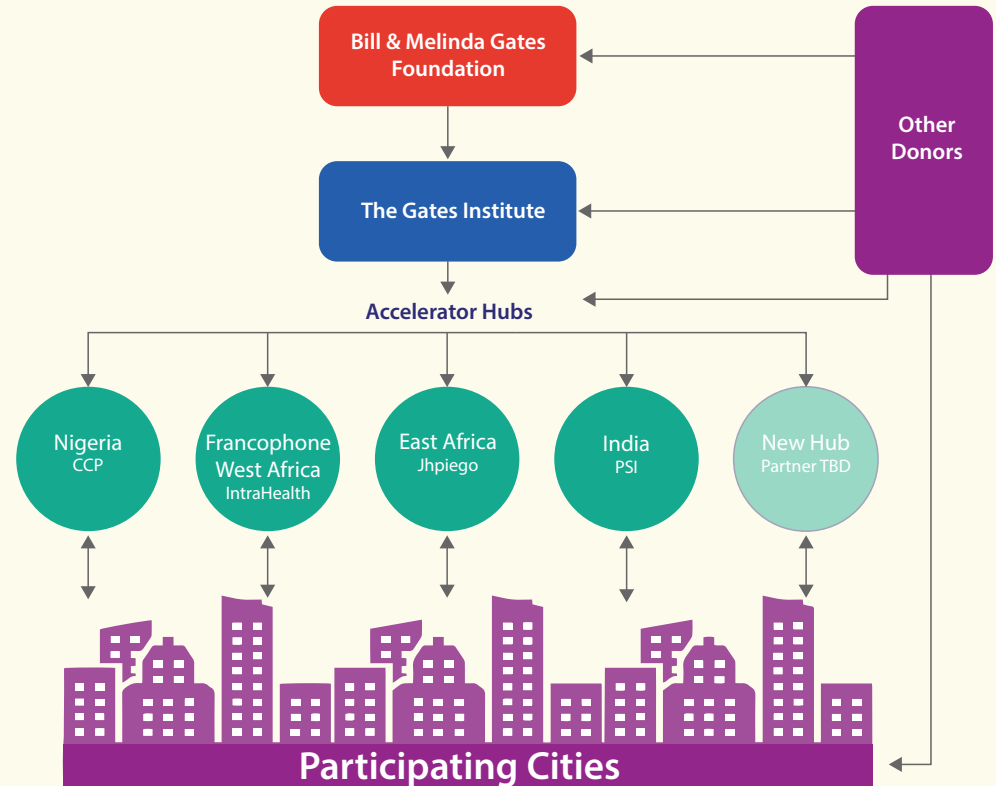 Bill & Melinda Gates
Foundation
Other
Donors
The Gates Institute
Accelerator Hubs
Nigeria
CCP
Francophone
West Africa
IntraHealth
East Africa
Jhpiego
India
PSI
New Hub
Partner TBD
Participating Cities